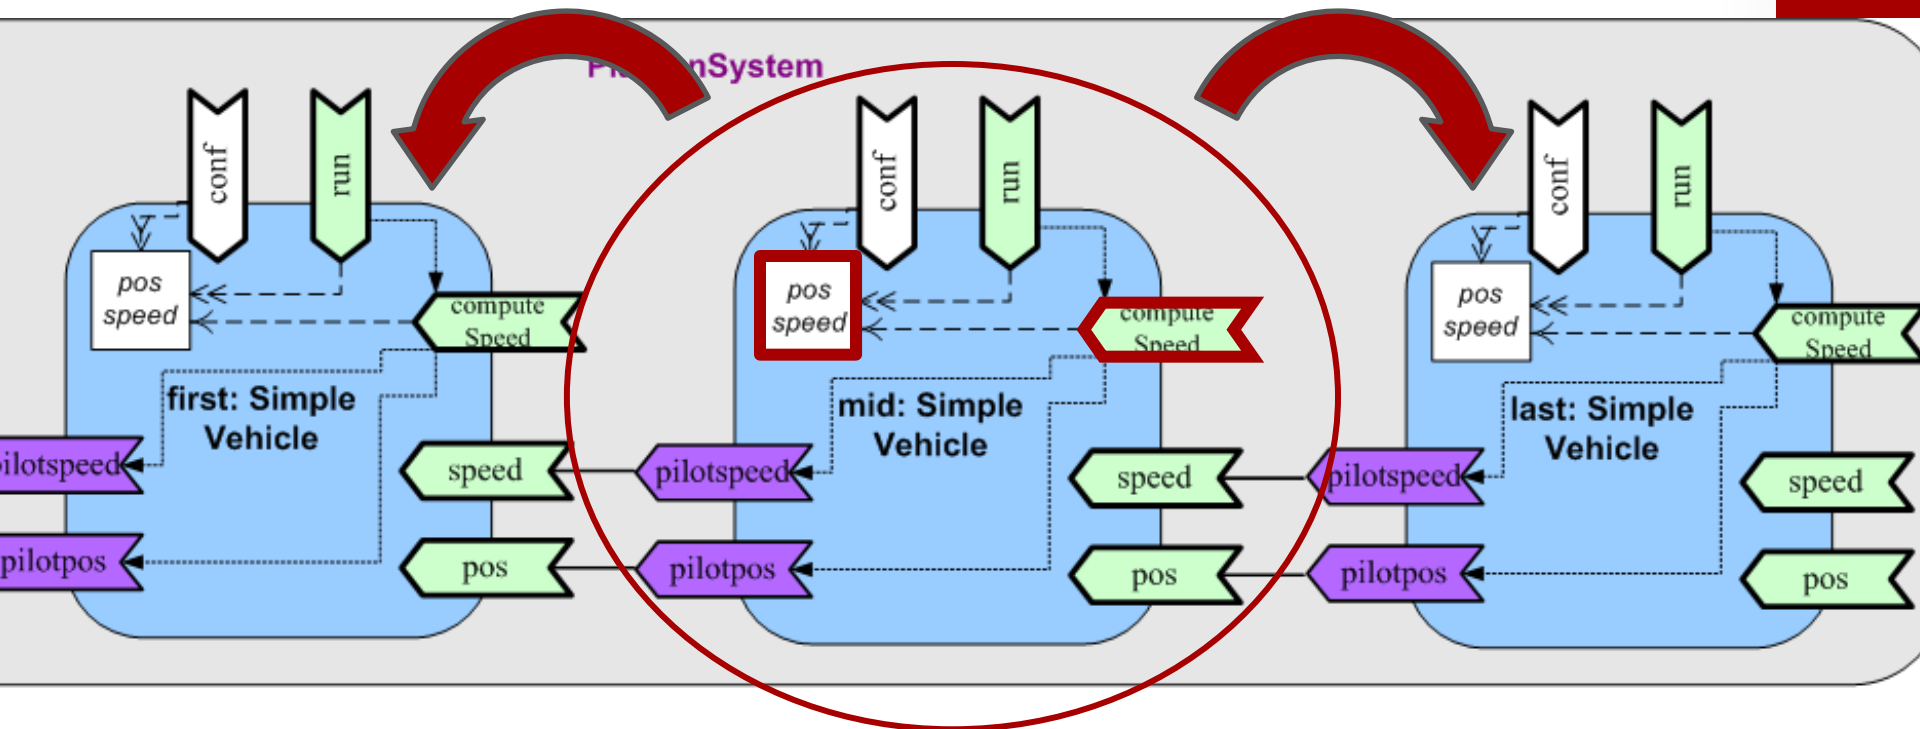 nSystem
conf
run
conf
run
conf
run
pos
speed
compute
Speed
pos
speed
compute
Speed
pos
speed
compute
Speed
first: Simple
Vehicle
mid: Simple
Vehicle
last: Simple
Vehicle
ilotspeed
speed
pilotspeed
speed
pilotspeed
speed
pilotpos
pos
pilotpos
pos
pilotpos
pos